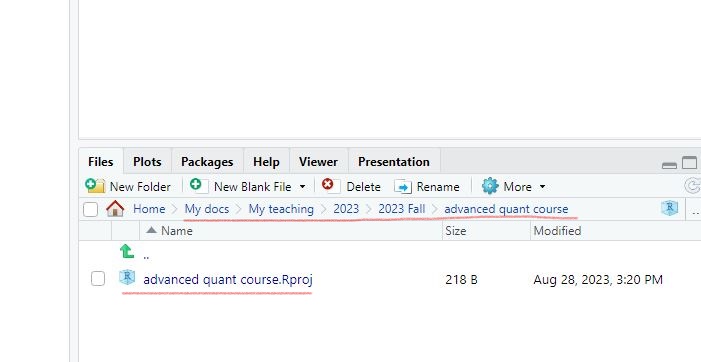 Files Plots Packages Help Viewer Presentation
New Folder New Blank File Delete Rename More
Home My docs My teaching 2023 2023 Fall advanced quant course R ...
Name Size Modified
..
R advanced quant course.Rproj 218 B Aug 28, 2023, 3:20 PM